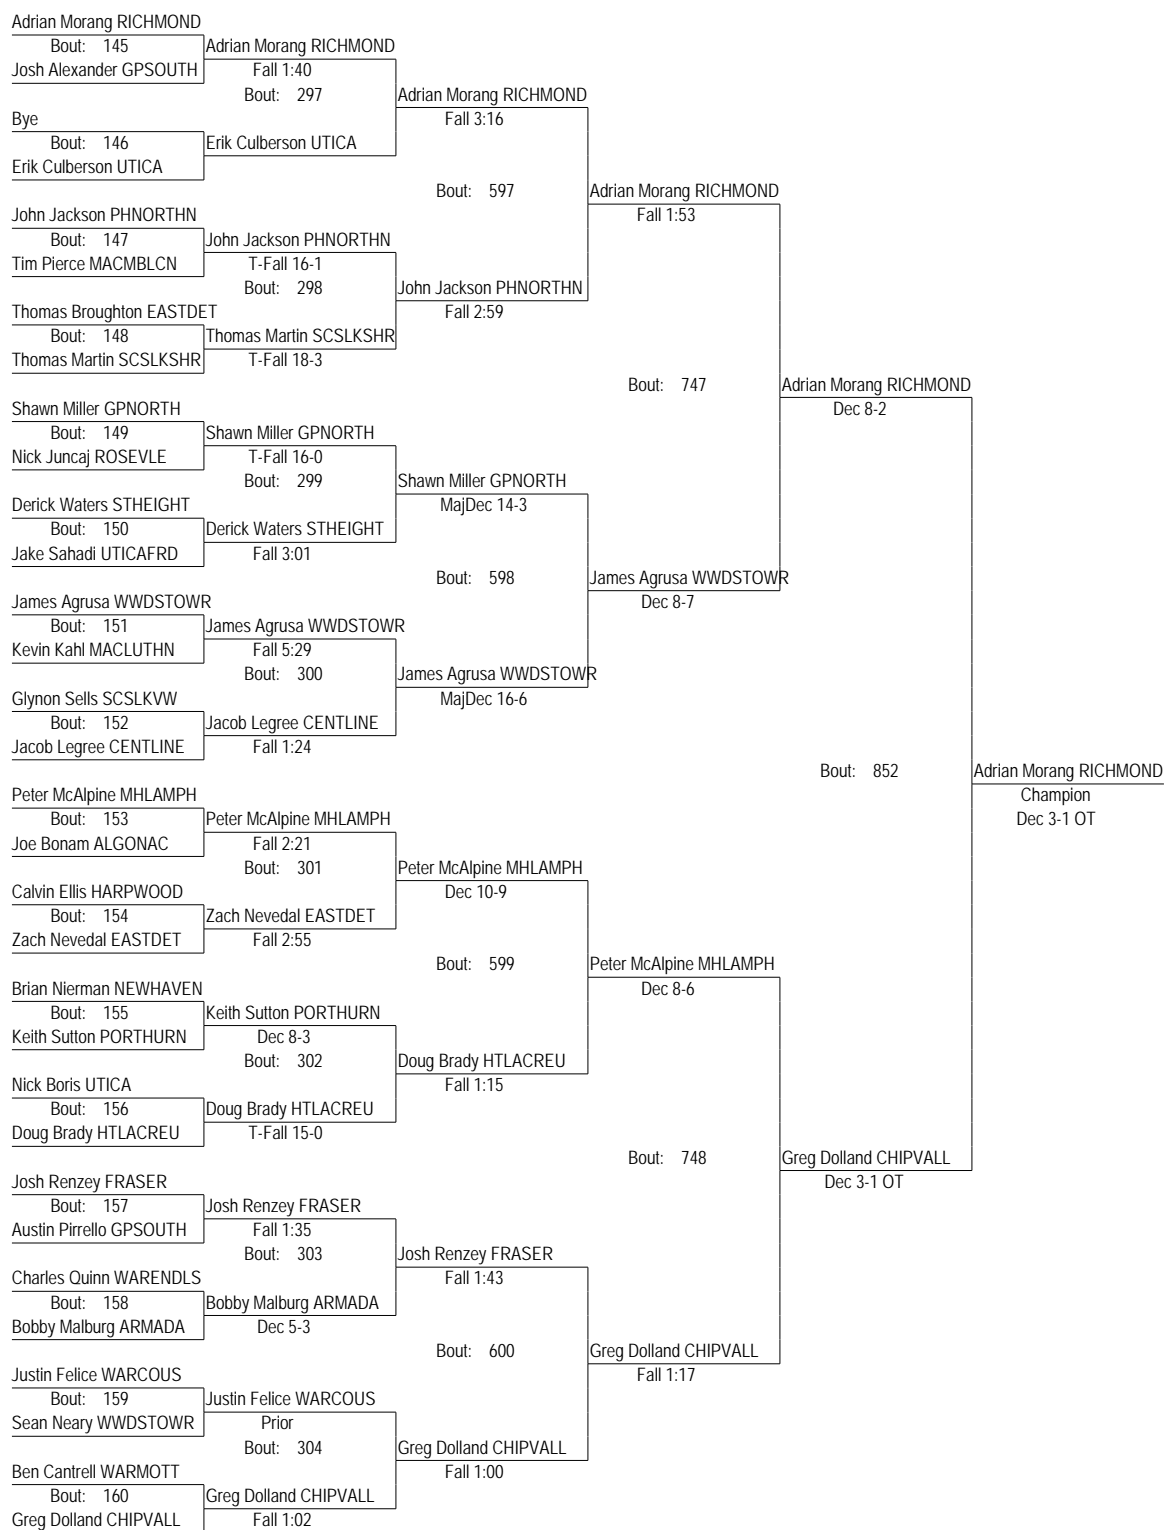 Adrian Morang RICHMOND
Bout: 145 Adrian Morang RICHMOND
Josh Alexander GPSOUTH Fall 1:40
Bout: 297 Adrian Morang RICHMOND
Bye Fall 3:16
Bout: 146 Erik Culberson UTICA
Erik Culberson UTICA
Bout: 597 Adrian Morang RICHMOND
John Jackson PHNORTHN Fall 1:53
Bout: 147 John Jackson PHNORTHN
Tim Pierce MACMBLCN T-Fall 16-1
Bout: 298 John Jackson PHNORTHN
Thomas Broughton EASTDET Fall 2:59
Bout: 148 Thomas Martin SCSLKSHR
Thomas Martin SCSLKSHR T-Fall 18-3
Bout: 747 Adrian Morang RICHMOND
Shawn Miller GPNORTH Dec 8-2
Bout: 149 Shawn Miller GPNORTH
Nick Juncaj ROSEVLE T-Fall 16-0
Bout: 299 Shawn Miller GPNORTH
Derick Waters STHEIGHT MajDec 14-3
Bout: 150 Derick Waters STHEIGHT
Jake Sahadi UTICAFRD Fall 3:01
Bout: 598 James Agrusa WWDSTOWR
James Agrusa WWDSTOWR Dec 8-7
Bout: 151 James Agrusa WWDSTOWR
Kevin Kahl MACLUTHN Fall 5:29
Bout: 300 James Agrusa WWDSTOWR
Glynon Sells SCSLKVW MajDec 16-6
Bout: 152 Jacob Legree CENTLINE
Jacob Legree CENTLINE Fall 1:24
Bout: 852 Adrian Morang RICHMOND
Peter McAlpine MHLAMPH Champion
Bout: 153 Peter McAlpine MHLAMPH Dec 3-1 OT
Joe Bonam ALGONAC Fall 2:21
Bout: 301 Peter McAlpine MHLAMPH
Calvin Ellis HARPWOOD Dec 10-9
Bout: 154 Zach Nevedal EASTDET
Zach Nevedal EASTDET Fall 2:55
Bout: 599 Peter McAlpine MHLAMPH
Brian Nierman NEWHAVEN Dec 8-6
Bout: 155 Keith Sutton PORTHURN
Keith Sutton PORTHURN Dec 8-3
Bout: 302 Doug Brady HTLACREU
Nick Boris UTICA Fall 1:15
Bout: 156 Doug Brady HTLACREU
Doug Brady HTLACREU T-Fall 15-0
Bout: 748 Greg Dolland CHIPVALL
Josh Renzey FRASER Dec 3-1 OT
Bout: 157 Josh Renzey FRASER
Austin Pirrello GPSOUTH Fall 1:35
Bout: 303 Josh Renzey FRASER
Charles Quinn WARENDLS Fall 1:43
Bout: 158 Bobby Malburg ARMADA
Bobby Malburg ARMADA Dec 5-3
Bout: 600 Greg Dolland CHIPVALL
Justin Felice WARCOUS Fall 1:17
Bout: 159 Justin Felice WARCOUS
Sean Neary WWDSTOWR Prior
Bout: 304 Greg Dolland CHIPVALL
Ben Cantrell WARMOTT Fall 1:00
Bout: 160 Greg Dolland CHIPVALL
Greg Dolland CHIPVALL Fall 1:02